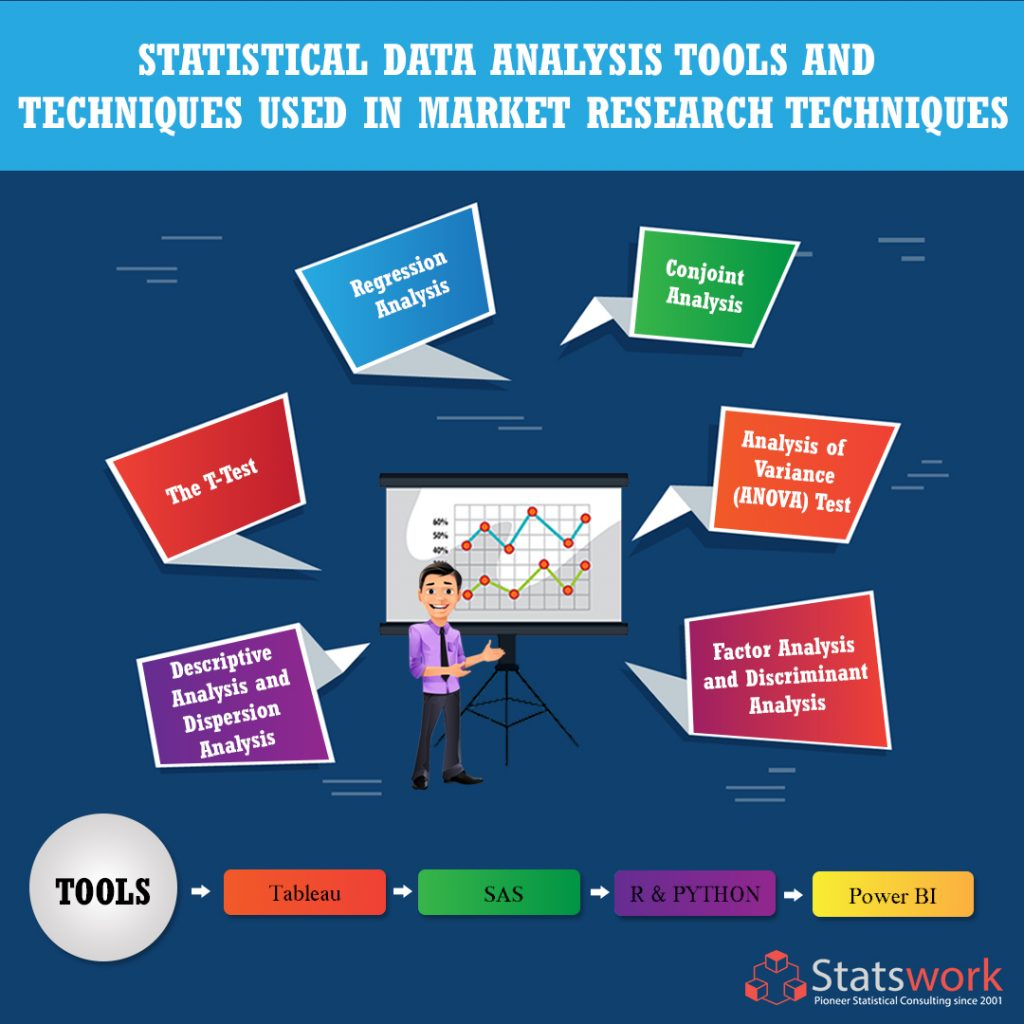 STATISTICAL DATA ANALYSIS TOOLS AND
TECHNIQUES USED IN MARKET RESEARCH TECHNIQUES
Regression
Analysis
Conjoint
Analysis
The T-Test
Analysis of
Variance
(ANOVA) Test
60%
50%
40%
Descriptive
Analysis and
Dispersion
Analysis
Factor Analysis
and Discriminant
Analysis
TOOLS
Tableau
SAS
R & PYTHON
Power BI
Statswork
Pioneer Statistical Consulting since 2001